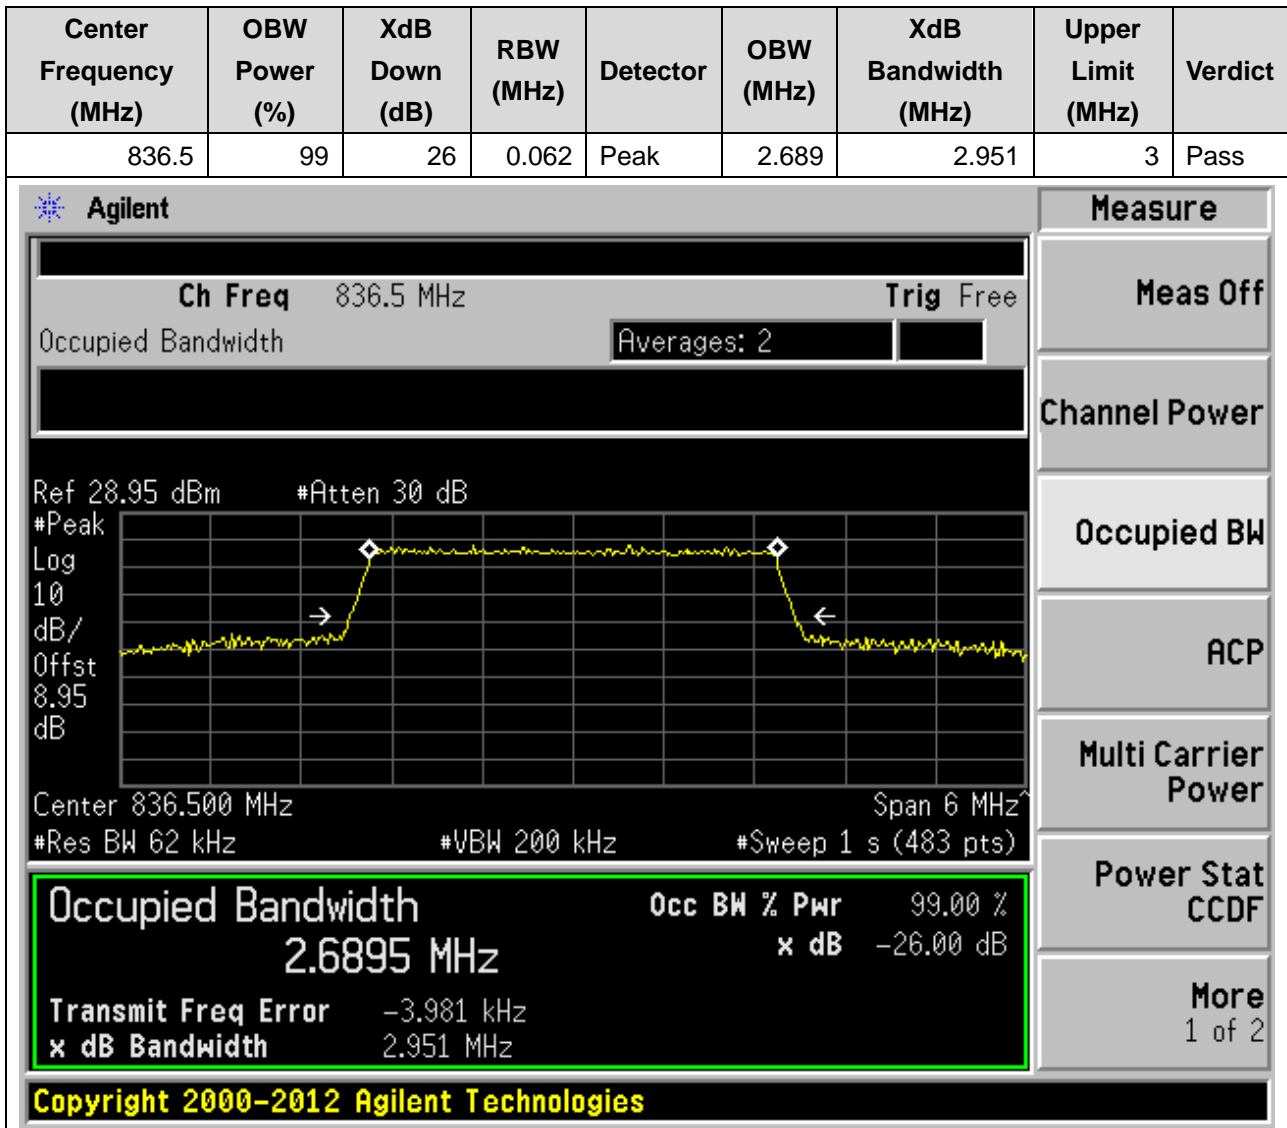 Center Frequency (MHz) OBW Power (%) XdB Down (dB) RBW (MHz) Detector OBW (MHz) XdB Bandwidth (MHz) Upper Limit (MHz) Verdict
836.5 99 26 0.062 Peak 2.689 2.951 3 Pass
Agilent
Measure
Ch Freq 836.5 MHz Trig Free
Meas Off
Occupied Bandwidth Averages: 2
Channel Power
Ref 28.95 dBm #Atten 30 dB
#Peak
Log
10
dB/
Offst
8.95
dB
Occupied BW
ACP
Multi Carrier
Power
Center 836.500 MHz Span 6 MHz^
#Res BW 62 kHz #VBW 200 kHz #Sweep 1 s (483 pts)
Power Stat
CCDF
Occupied Bandwidth Occ BW % Pwr 99.00 %
2.6895 MHz x dB -26.00 dB
More
1 of 2
Transmit Freq Error -3.981 kHz
x dB Bandwidth 2.951 MHz
Copyright 2000-2012 Agilent Technologies